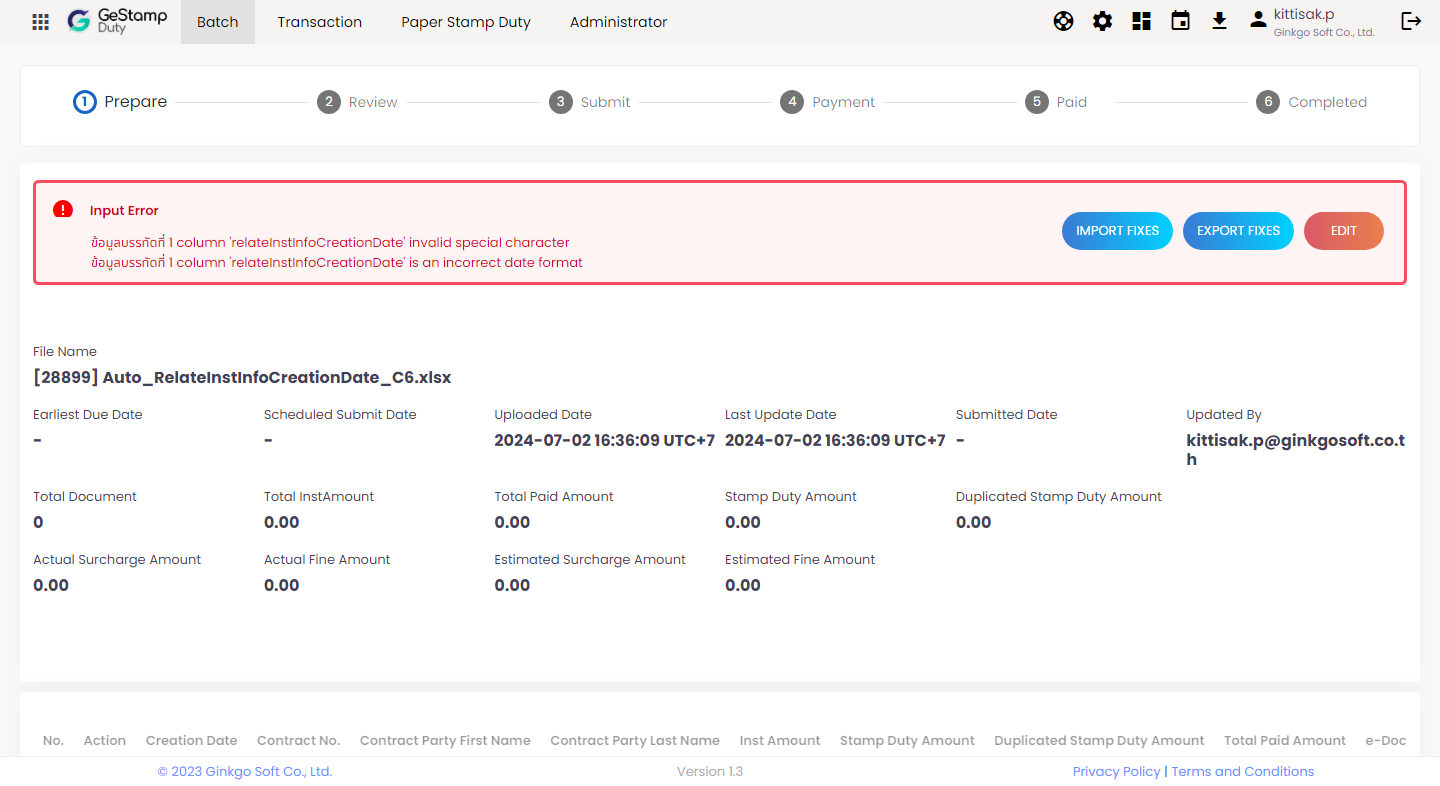 GeStamp
Duty
Batch
Transaction
Paper Stamp Duty
Administrator
kittisak.p
Ginkgo Soft Co., Ltd.
1 Prepare
2 Review
3 Submit
4 Payment
5 Paid
6 Completed
Input Error
ข้อมูลบรรทัดที่ 1 column 'relateInstInfoCreationDate' invalid special character
ข้อมูลบรรทัดที่ 1 column 'relateInstInfoCreationDate' is an incorrect date format
IMPORT FIXES
EXPORT FIXES
EDIT
File Name
[28899] Auto_RelateInstInfoCreationDate_C6.xlsx
Earliest Due Date
-
Scheduled Submit Date
-
Uploaded Date
2024-07-02 16:36:09 UTC+7
Last Update Date
2024-07-02 16:36:09 UTC+7
Submitted Date
-
Updated By
kittisak.p@ginkgosoft.co.t
h
Total Document
0
Total InstAmount
0.00
Total Paid Amount
0.00
Stamp Duty Amount
0.00
Duplicated Stamp Duty Amount
0.00
Actual Surcharge Amount
0.00
Actual Fine Amount
0.00
Estimated Surcharge Amount
0.00
Estimated Fine Amount
0.00
No. Action Creation Date Contract No. Contract Party First Name Contract Party Last Name Inst Amount Stamp Duty Amount Duplicated Stamp Duty Amount Total Paid Amount e-Doc
© 2023 Ginkgo Soft Co., Ltd.
Version 1.3
Privacy Policy | Terms and Conditions